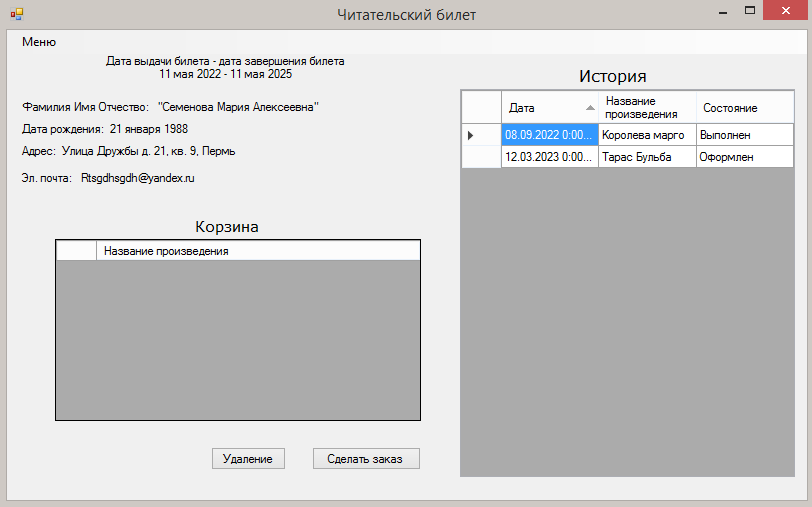 Читательский билет
Меню
Дата выдачи билета - дата завершения билета
11 мая 2022 - 11 мая 2025
Фамилия Имя Отчество: "Семенова Мария Алексеевна"
Дата рождения: 21 января 1988
Адрес: Улица Дружбы д. 21, кв. 9, Пермь
Эл. почта: Rtsgdhsgdh@yandex.ru
Корзина
Название произведения
Удаление Сделать заказ
История
Дата Название произведения Состояние
08.09.2022 0:00... Королева марго Выполнен
12.03.2023 0:00... Тарас Бульба Оформлен